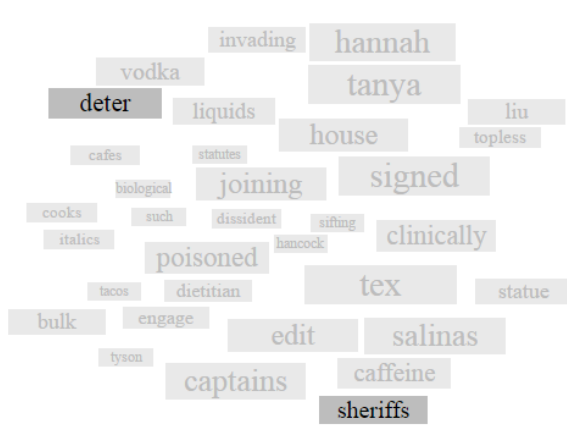 invading
hannah
vodka
tanya
deter
liquids
liu
house
topless
cafes
statutes
biological
joining
signed
cooks
such
dissident
sifting
italics
hancock
clinically
poisoned
tacos
dietitian
tex
statue
bulk
engage
edit
salinas
tyson
captains
caffeine
sheriffs